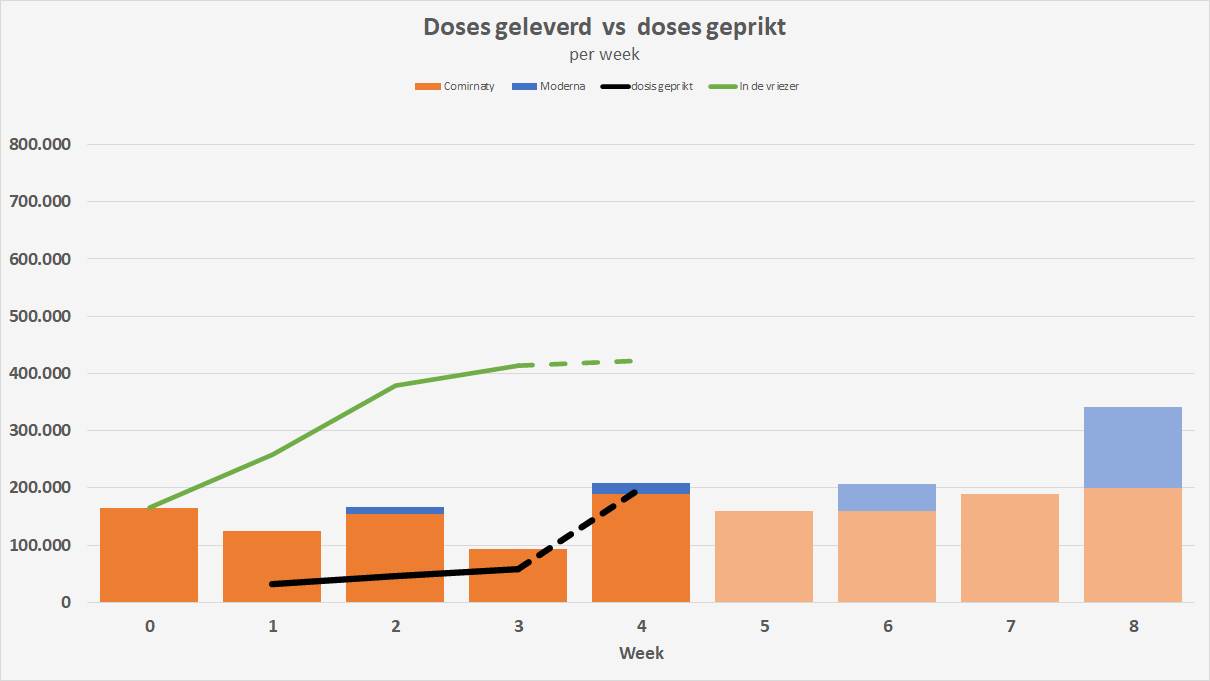 Doses geleverd vs doses geprikt
per week
Comirnaty Moderna dosis geprikt In de vriezer
800.000
700.000
600.000
500.000
400.000
300.000
200.000
100.000
0
0 1 2 3 4 5 6 7 8
Week